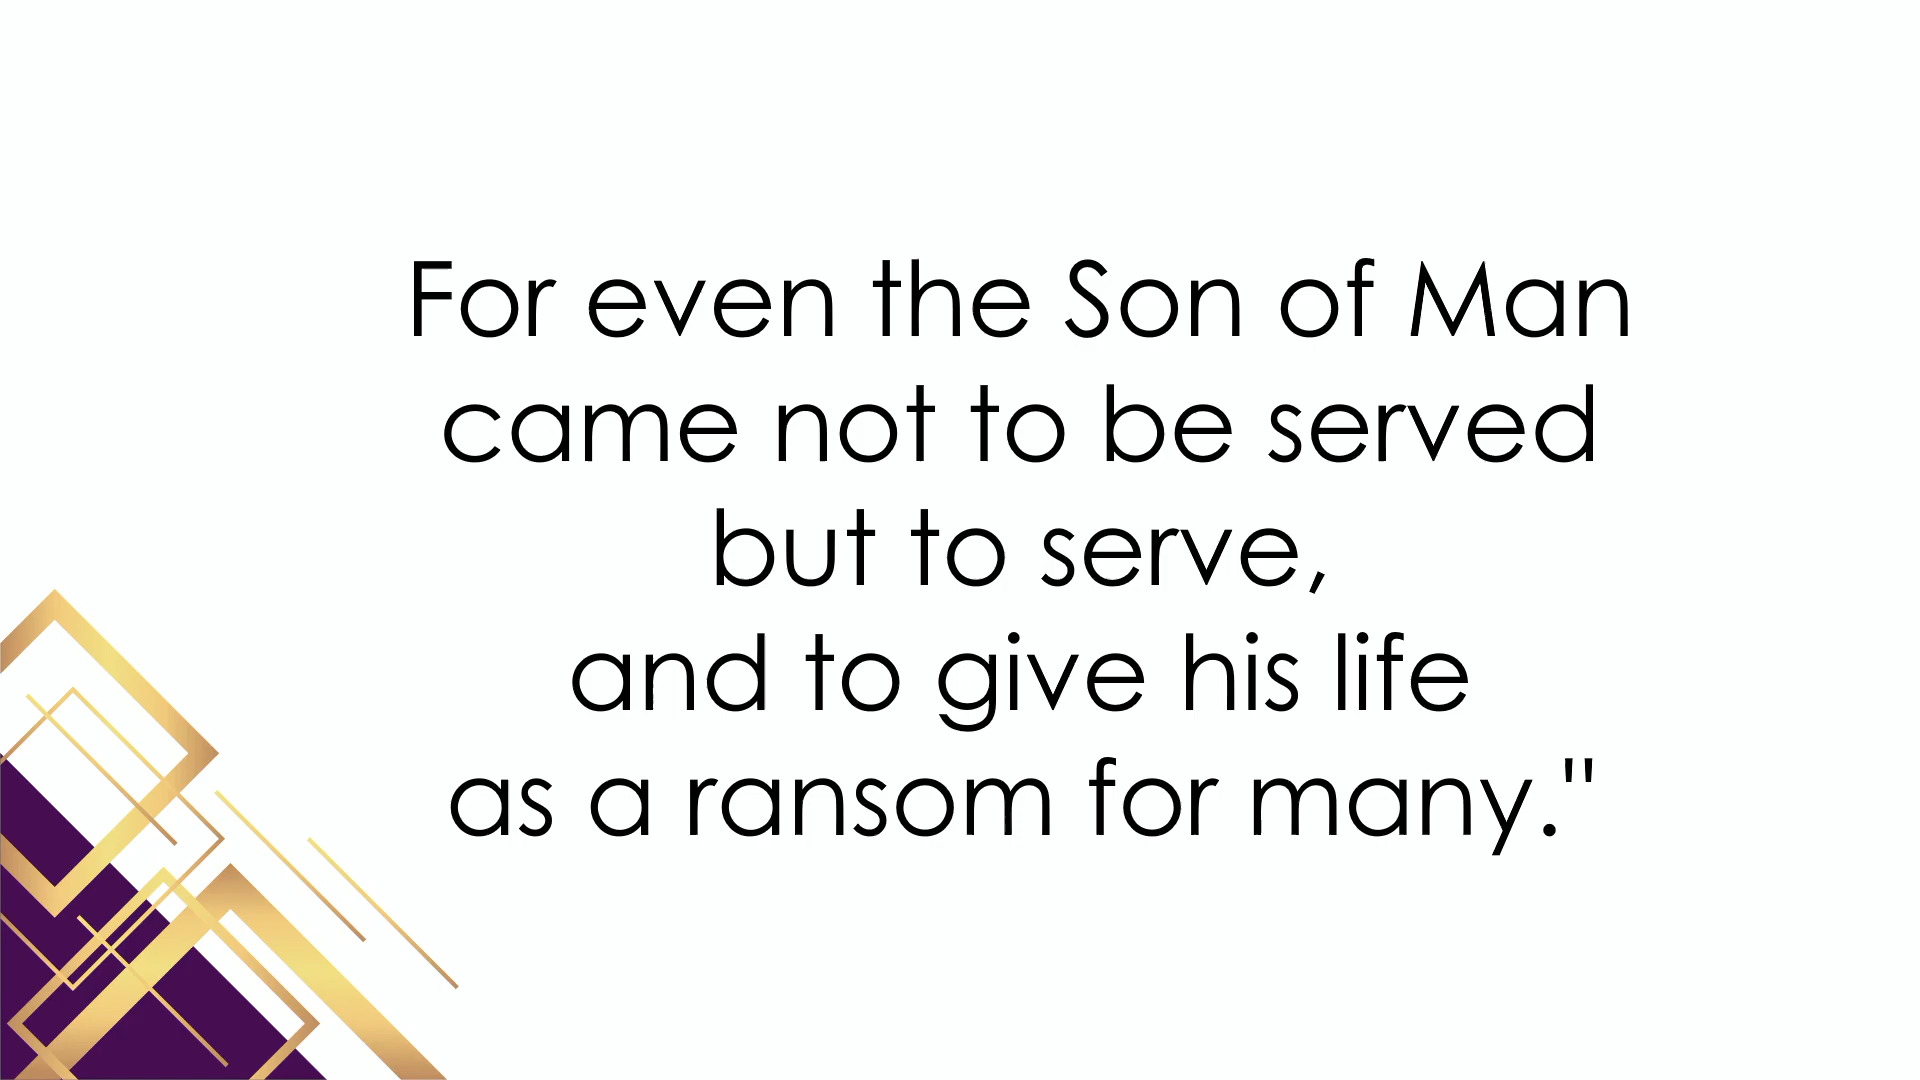 For even the Son of Man
came not to be served
but to serve,
and to give his life
as a ransom for many."